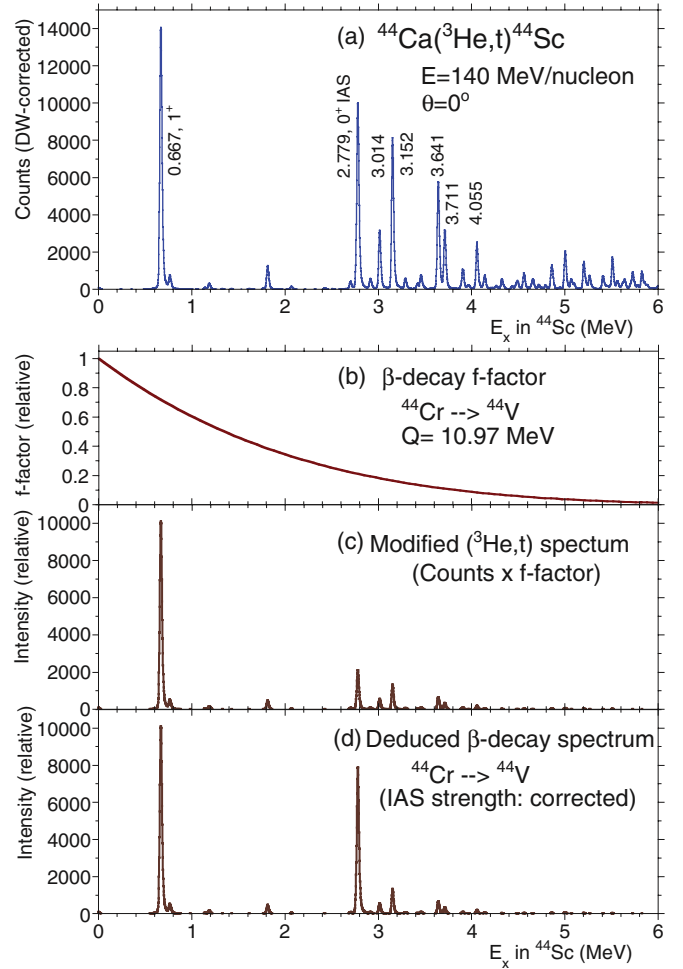 (a) ⁴⁴Ca(³He,t)⁴⁴Sc
E=140 MeV/nucleon
θ=0°
Counts (DW-corrected)
14000
12000
10000
8000
6000
4000
2000
0
0.667, 1⁺
2.779, 0⁺ IAS
3.014
3.152
3.641
3.711
4.055
0 1 2 3 4 5 6
Eₓ in ⁴⁴Sc (MeV)
(b) β-decay f-factor
⁴⁴Cr --> ⁴⁴V
Q= 10.97 MeV
f-factor (relative)
1
0.8
0.6
0.4
0.2
0
(c) Modified (³He,t) spectum
(Counts x f-factor)
Intensity (relative)
10000
8000
6000
4000
2000
0
(d) Deduced β-decay spectrum
⁴⁴Cr --> ⁴⁴V
(IAS strength: corrected)
Intensity (relative)
10000
8000
6000
4000
2000
0
0 1 2 3 4 5 6
Eₓ in ⁴⁴Sc (MeV)